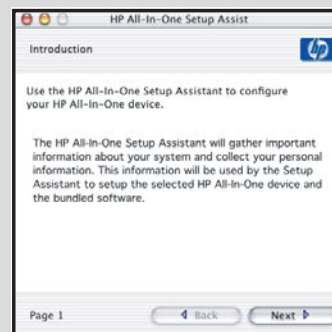 HP All-In-One Setup Assist
Introduction
hp
Use the HP All-In-One Setup Assistant to configure
your HP All-In-One device.
The HP All-In-One Setup Assistant will gather important
information about your system and collect your personal
information. This information will be used by the Setup
Assistant to setup the selected HP All-In-One device and
the bundled software.
Page 1
Back
Next